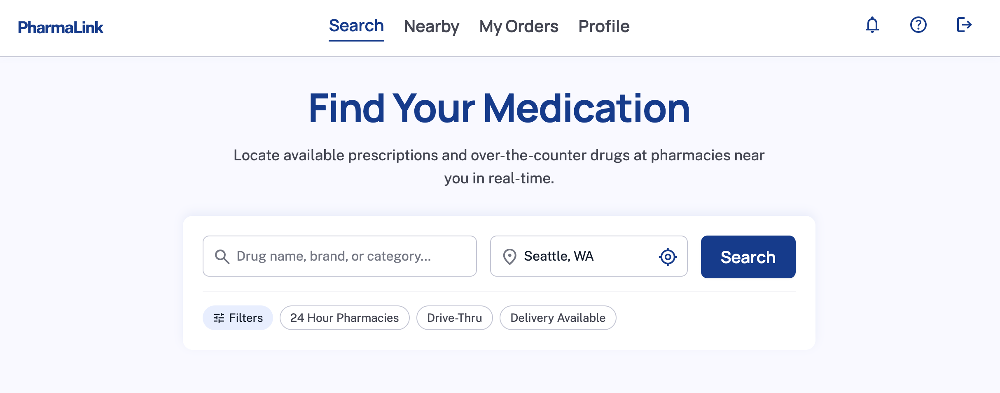 PharmaLink
Search
Nearby
My Orders
Profile
Find Your Medication
Locate available prescriptions and over-the-counter drugs at pharmacies near
you in real-time.
Drug name, brand, or category...
Seattle, WA
Search
Filters
24 Hour Pharmacies
Drive-Thru
Delivery Available